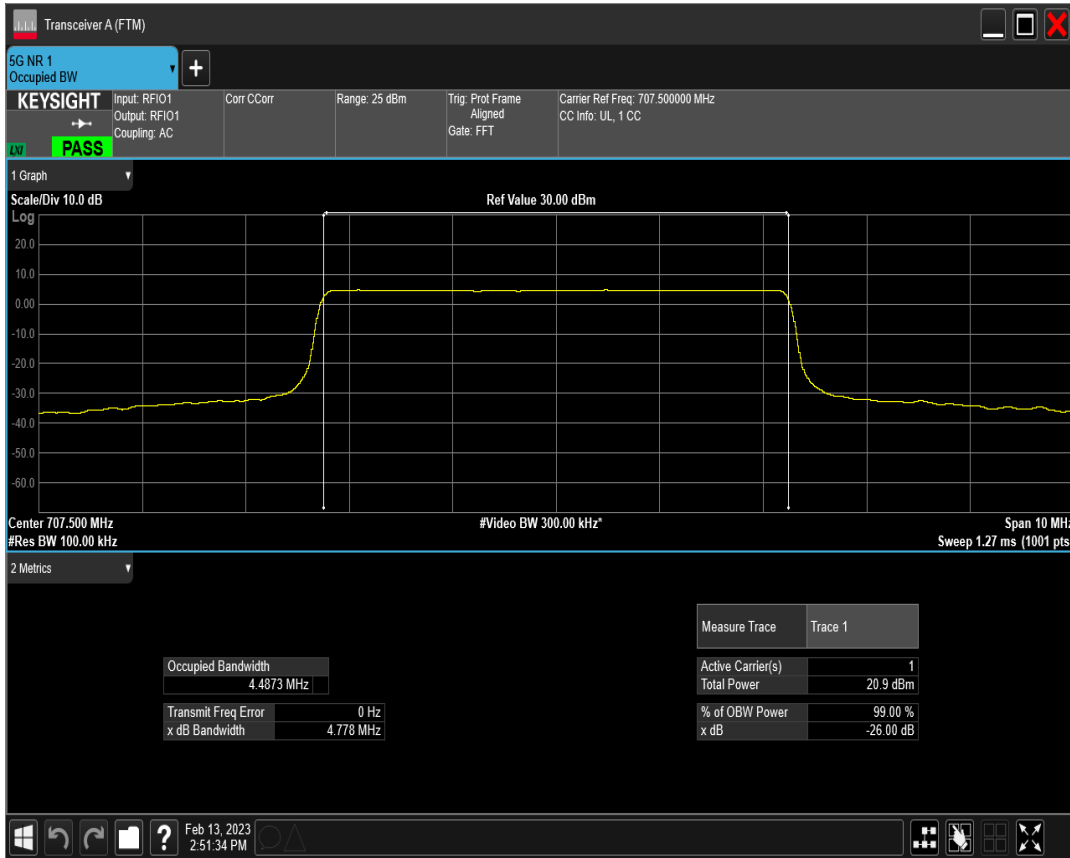 Transceiver A (FTM)
5G NR 1
Occupied BW
+
KEYSIGHT
LXI
PASS
Input: RFIO1
Output: RFIO1
Coupling: AC
Corr CCorr
Range: 25 dBm
Trig: Prot Frame
Aligned
Gate: FFT
Carrier Ref Freq: 707.500000 MHz
CC Info: UL, 1 CC
1 Graph
Scale/Div 10.0 dB
Ref Value 30.00 dBm
Log
20.0
10.0
0.00
-10.0
-20.0
-30.0
-40.0
-50.0
-60.0
Center 707.500 MHz
#Video BW 300.00 kHz*
Span 10 MHz
#Res BW 100.00 kHz
Sweep 1.27 ms (1001 pts
2 Metrics
Measure Trace Trace 1
Occupied Bandwidth
4.4873 MHz
Active Carrier(s) 1
Total Power 20.9 dBm
Transmit Freq Error 0 Hz
x dB Bandwidth 4.778 MHz
% of OBW Power 99.00 %
x dB -26.00 dB
?
Feb 13, 2023
2:51:34 PM